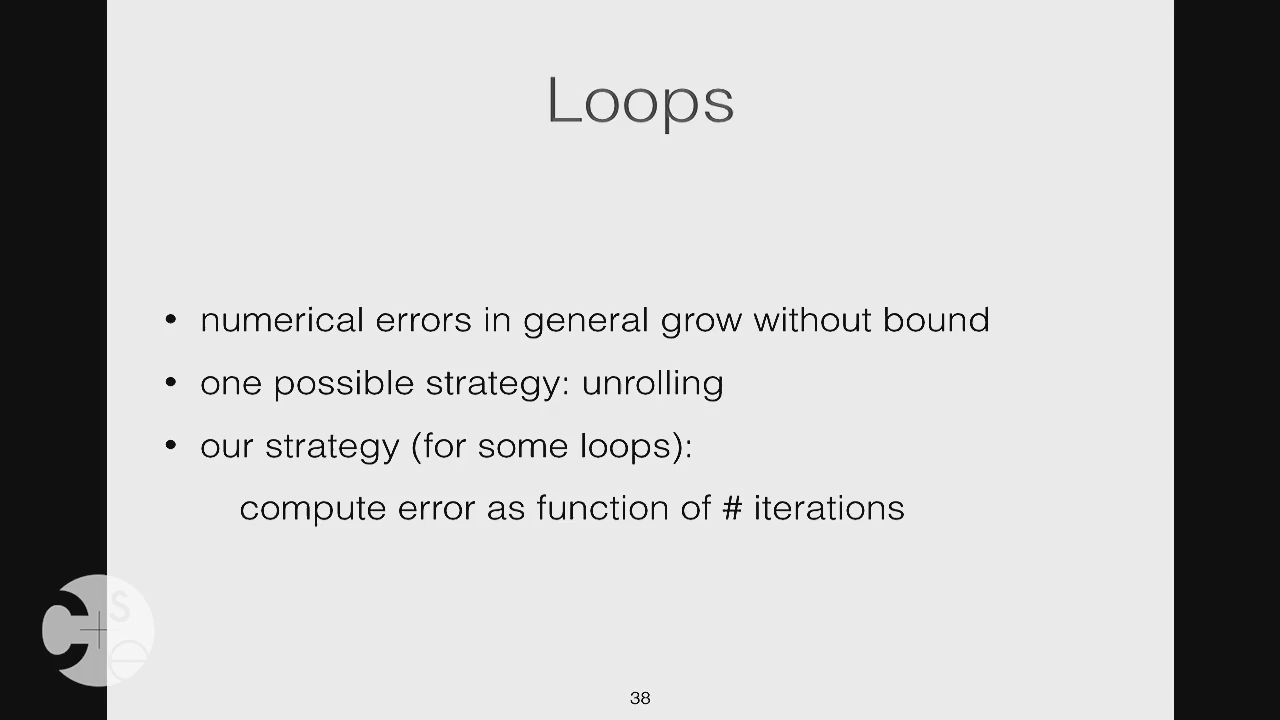 Loops
• numerical errors in general grow without bound
• one possible strategy: unrolling
• our strategy (for some loops):
compute error as function of # iterations
C+se
38